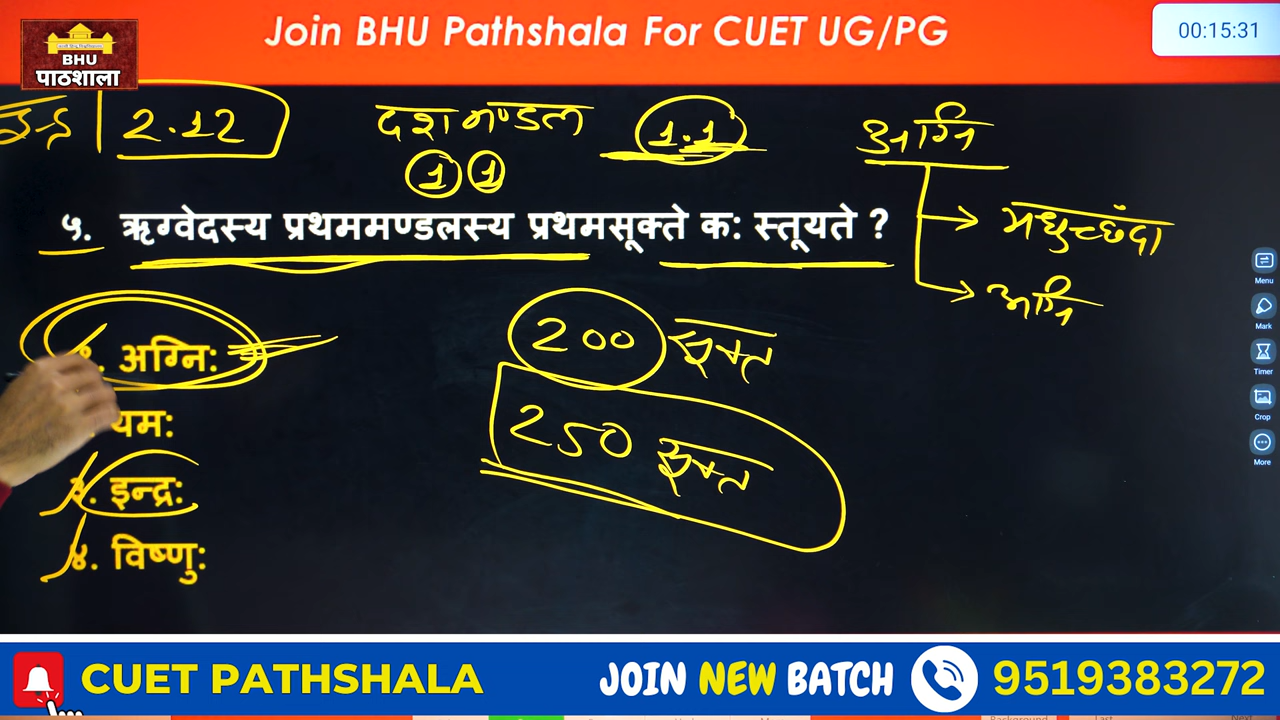 Join BHU Pathshala For CUET UG/PG
00:15:31
BHU
पाठशाला
2.12
दशमण्डल
1.1
अग्नि
1 1
मधुच्छंदा
अग्नि
५. ऋग्वेदस्य प्रथममण्डलस्य प्रथमसूक्ते कः स्तूयते ?
200 सूक्त
250 सूक्त
अग्निः
यमः
इन्द्रः
४. विष्णुः
Menu
Mark
Timer
Crop
More
CUET PATHSHALA
JOIN NEW BATCH
9519383272